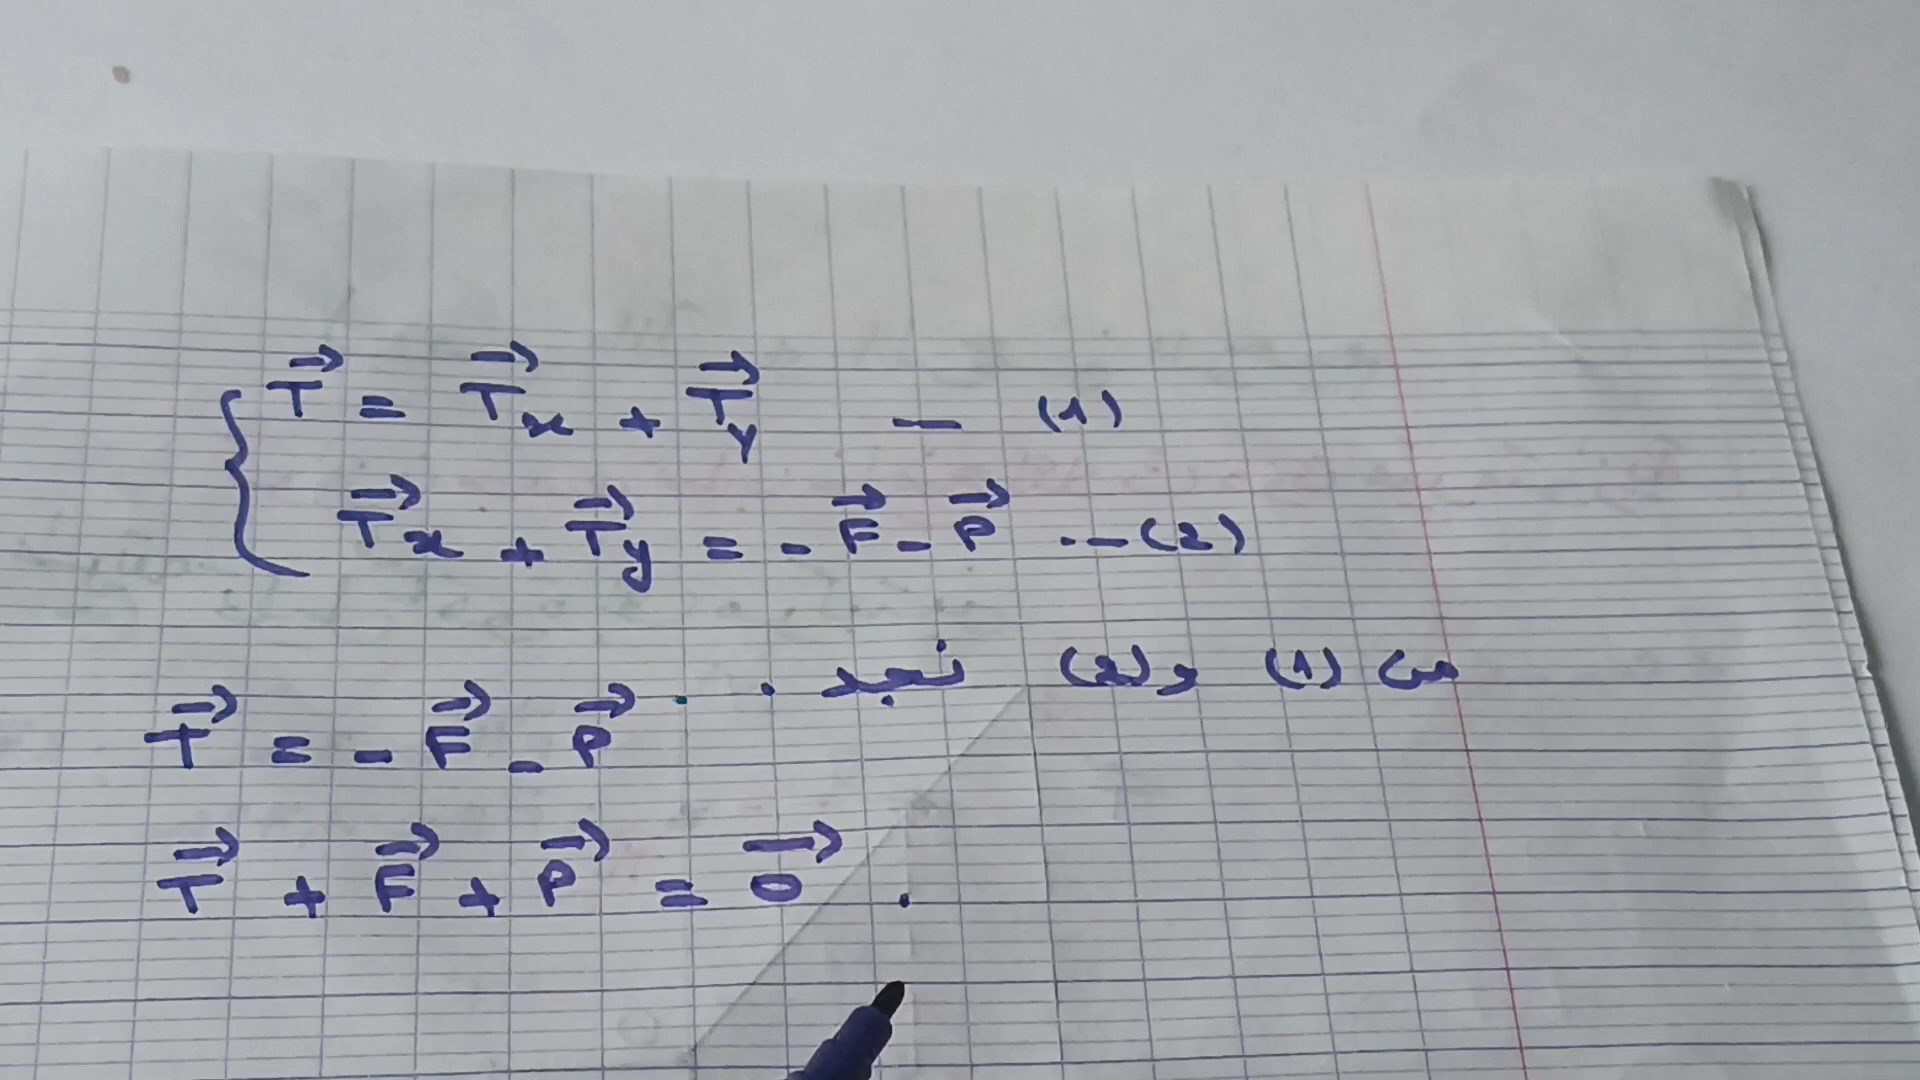 { T⃗ = T⃗x + T⃗y — (1)
T⃗x + T⃗y = - F⃗ - P⃗ .. — (2)
من (1) و (2) نجد . .
T⃗ = - F⃗ - P⃗
T⃗ + F⃗ + P⃗ = 0⃗ .